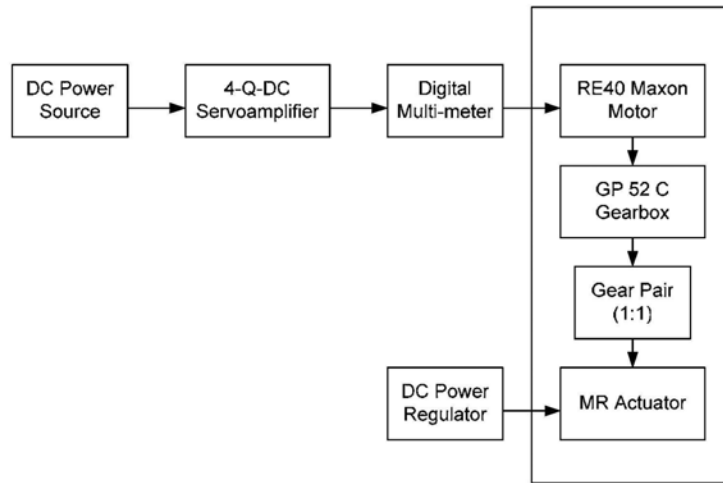 DC Power
Source
4-Q-DC
Servoamplifier
Digital
Multi-meter
RE40 Maxon
Motor
GP 52 C
Gearbox
Gear Pair
(1:1)
DC Power
Regulator
MR Actuator